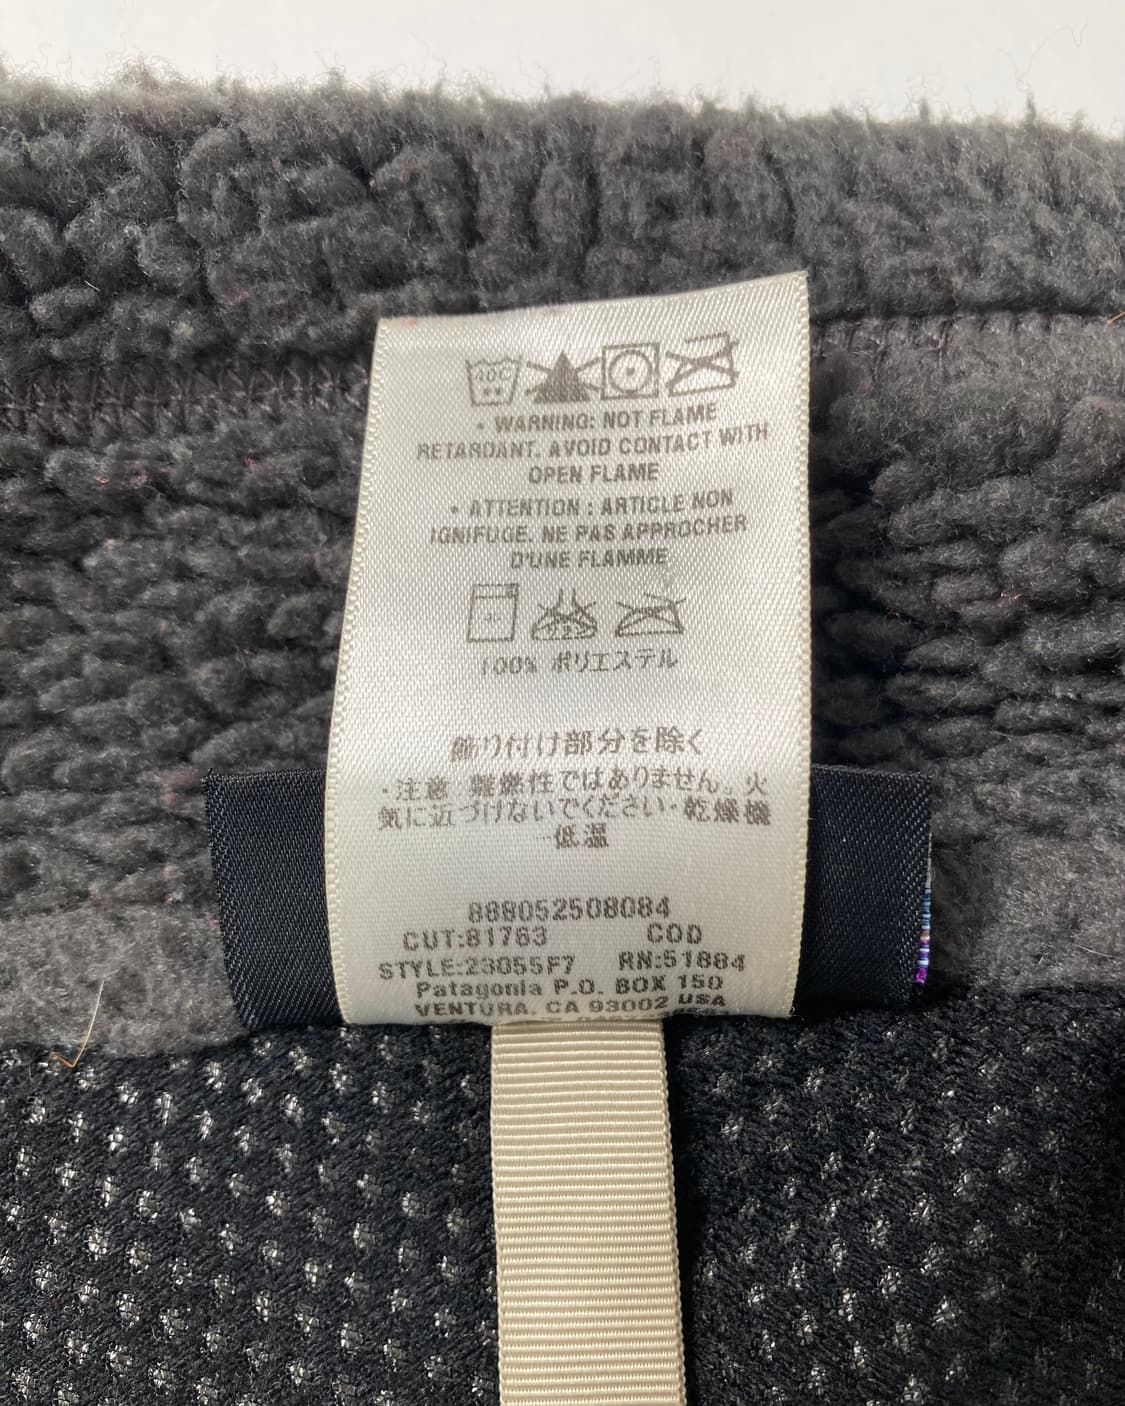 40C
• WARNING: NOT FLAME
RETARDANT. AVOID CONTACT WITH
OPEN FLAME
• ATTENTION : ARTICLE NON
IGNIFUGE. NE PAS APPROCHER
D'UNE FLAMME
100% ポリエステル
飾り付け部分を除く
・注意 難燃性ではありません。火
気に近づけないでください・乾燥機
－低温
888052508084
CUT:81763 COD
STYLE:23055F7 RN:51884
Patagonia P.O. BOX 150
VENTURA, CA 93002 USA